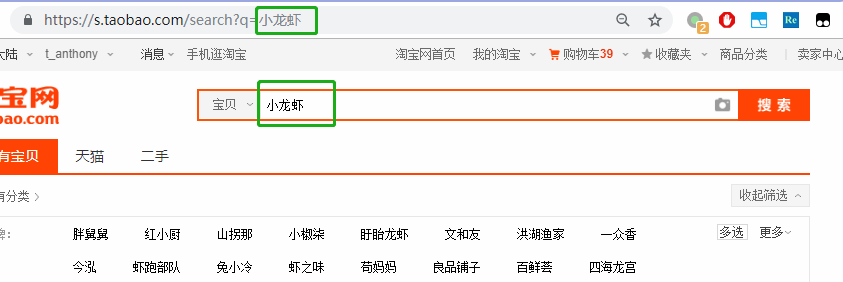 https://s.taobao.com/search?q=小龙虾
2
Re
大陆 t_anthony 消息 手机逛淘宝 淘宝网首页 我的淘宝 购物车39 收藏夹 商品分类 卖家中心
宝网
bao.com
宝贝 小龙虾 搜索
有宝贝 天猫 二手
有分类 收起筛选
牌: 胖舅舅 红小厨 山拐那 小椒柒 盱眙龙虾 文和友 洪湖渔家 一众香 多选 更多
今泓 虾跑部队 兔小冷 虾之味 苟妈妈 良品铺子 百鲜荟 四海龙宫